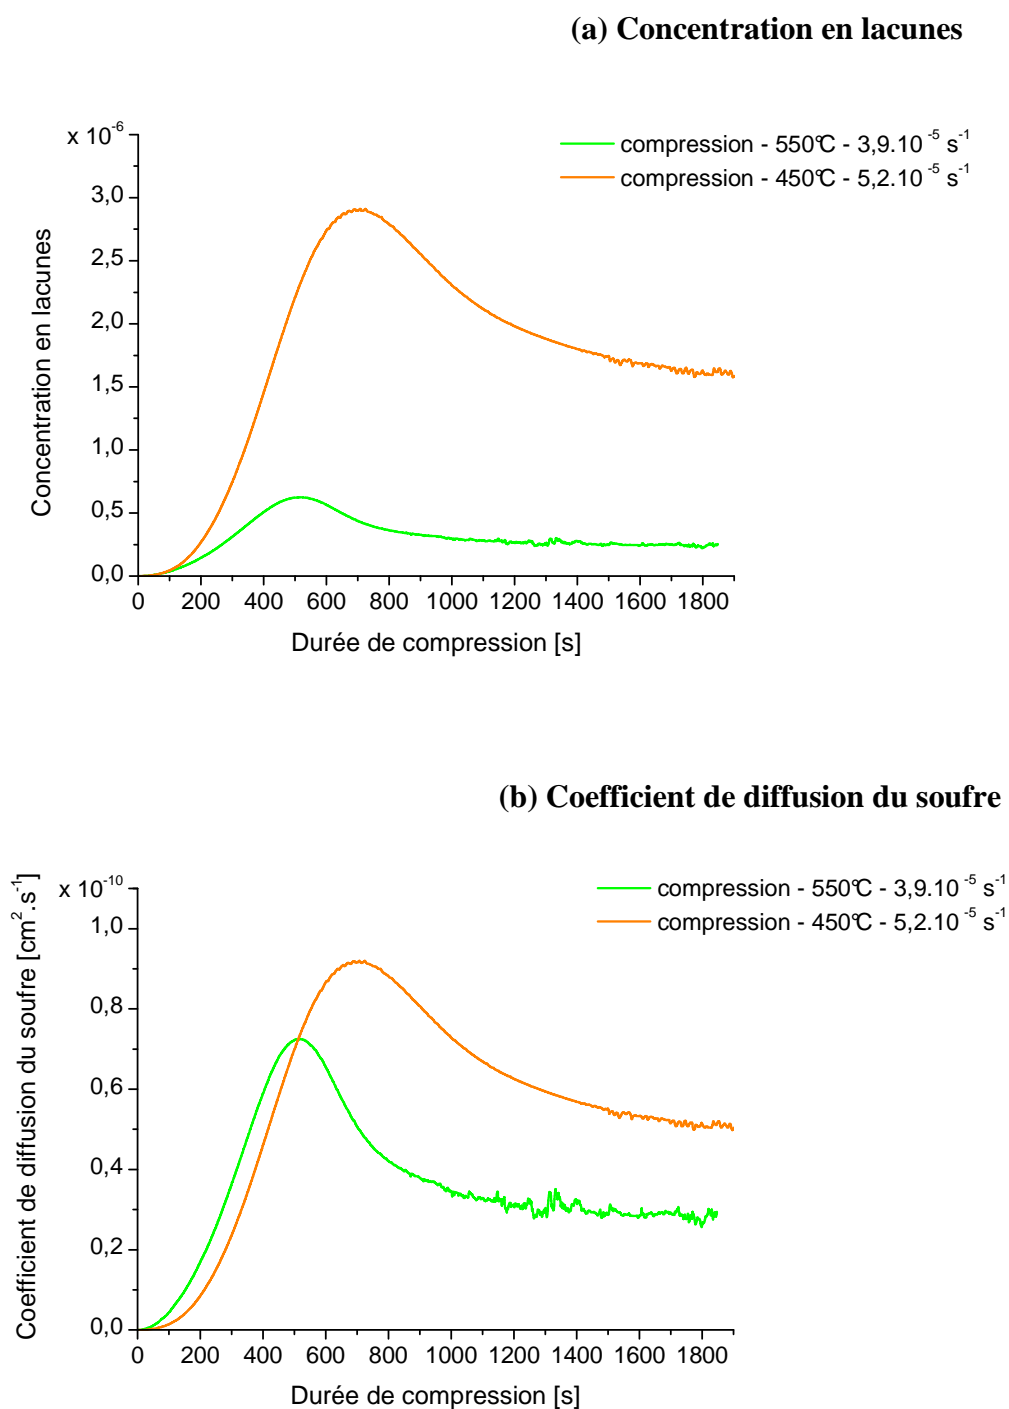 (a) Concentration en lacunes
x 10⁻⁶
compression - 550°C - 3,9.10⁻⁵ s⁻¹
compression - 450°C - 5,2.10⁻⁵ s⁻¹
3,0
2,5
2,0
1,5
1,0
0,5
0,0
Concentration en lacunes
0 200 400 600 800 1000 1200 1400 1600 1800
Durée de compression [s]
(b) Coefficient de diffusion du soufre
x 10⁻¹⁰
compression - 550°C - 3,9.10⁻⁵ s⁻¹
compression - 450°C - 5,2.10⁻⁵ s⁻¹
1,0
0,8
0,6
0,4
0,2
0,0
Coefficient de diffusion du soufre [cm².s⁻¹]
0 200 400 600 800 1000 1200 1400 1600 1800
Durée de compression [s]